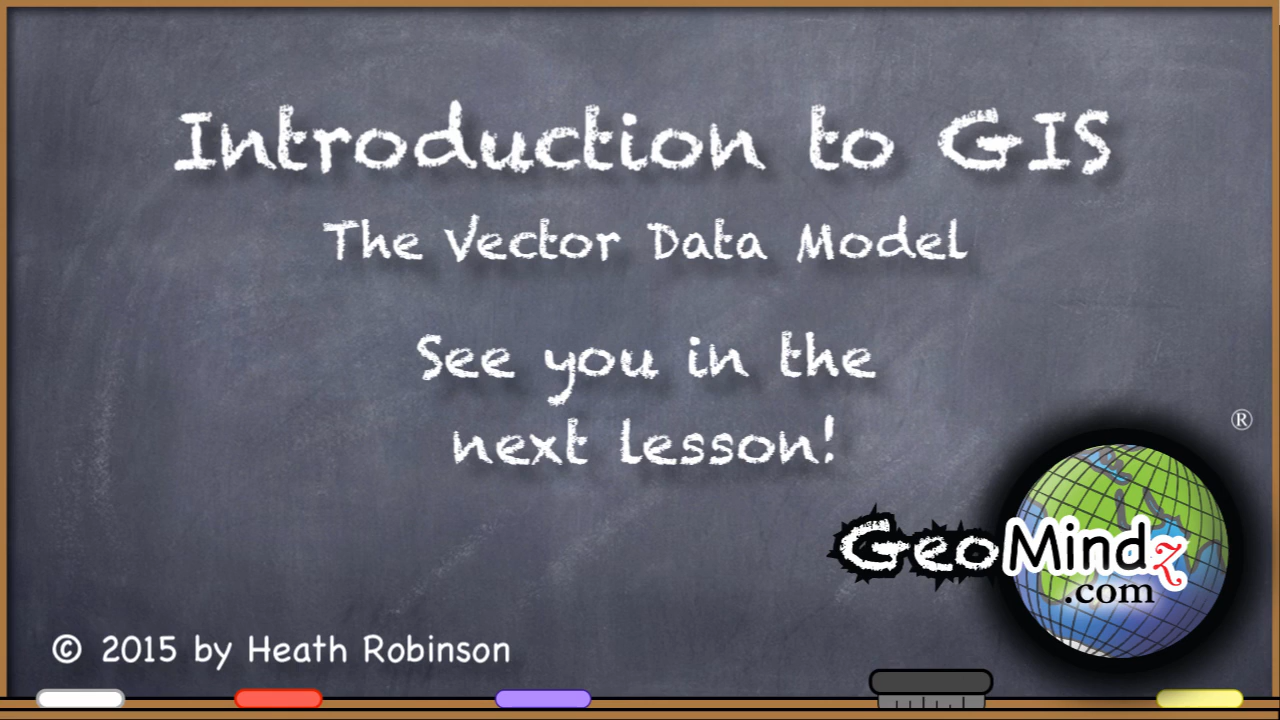 Introduction to GIS
The Vector Data Model
See you in the
next lesson!
®
GeoMindz
.com
© 2015 by Heath Robinson